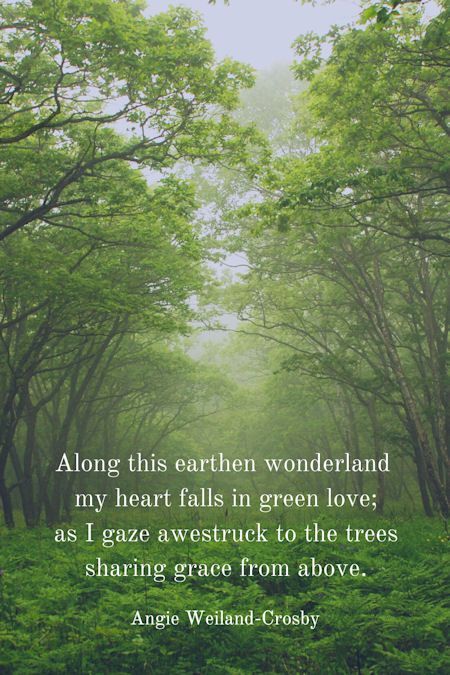 Along this earthen wonderland
my heart falls in green love;
as I gaze awestruck to the trees
sharing grace from above.
Angie Weiland-Crosby